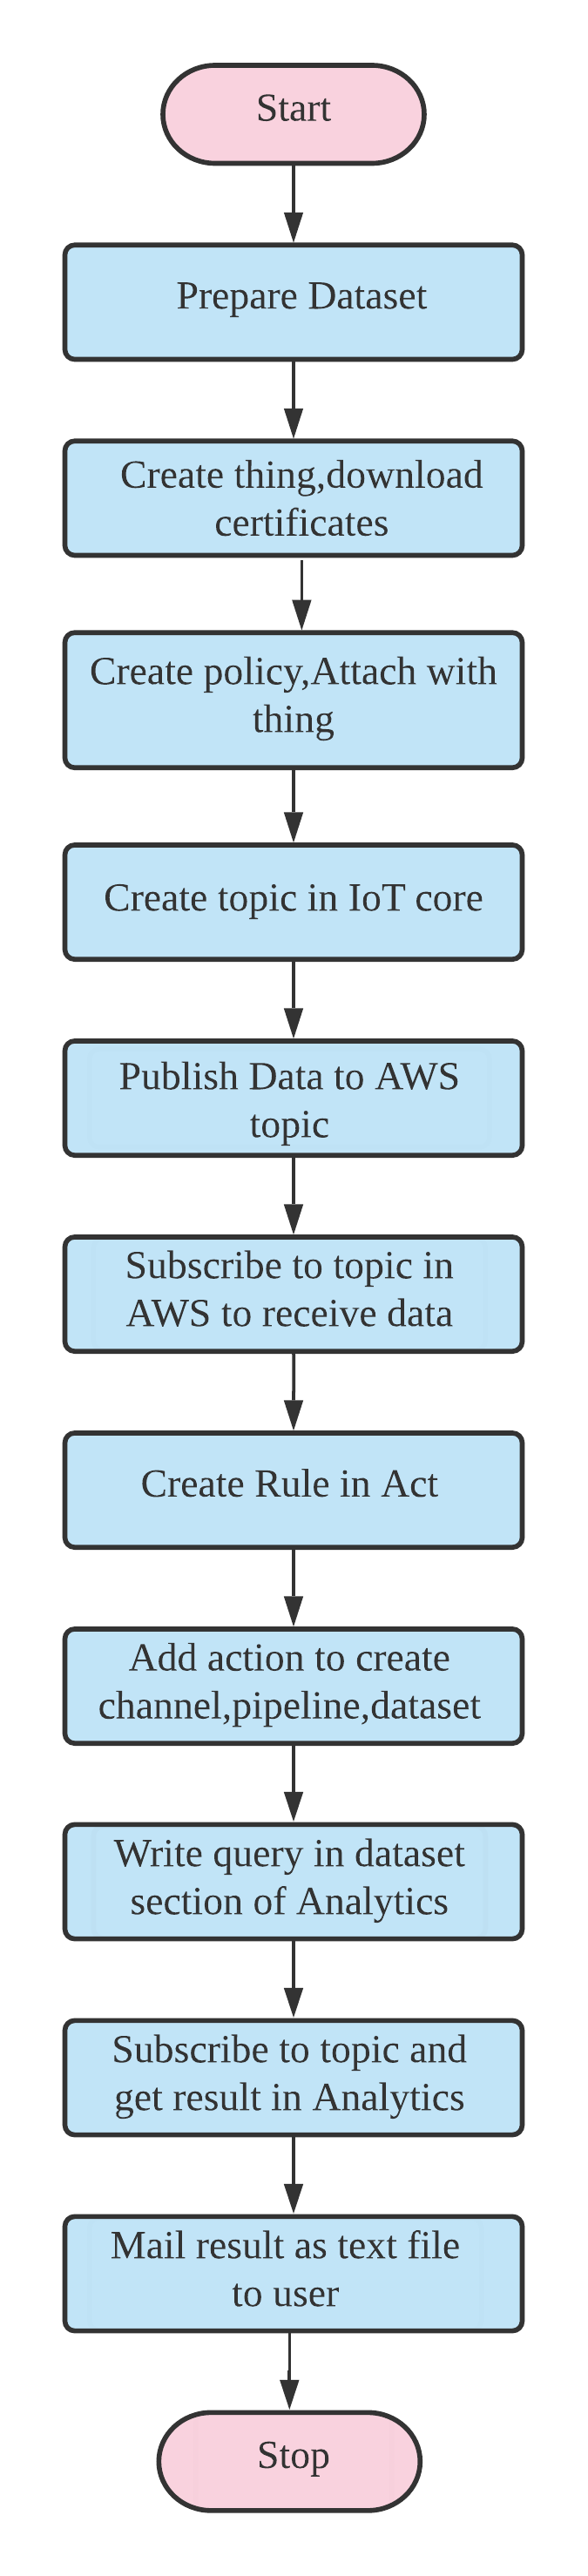 Start
Prepare Dataset
Create thing,download
certificates
Create policy,Attach with
thing
Create topic in IoT core
Publish Data to AWS
topic
Subscribe to topic in
AWS to receive data
Create Rule in Act
Add action to create
channel,pipeline,dataset
Write query in dataset
section of Analytics
Subscribe to topic and
get result in Analytics
Mail result as text file
to user
Stop